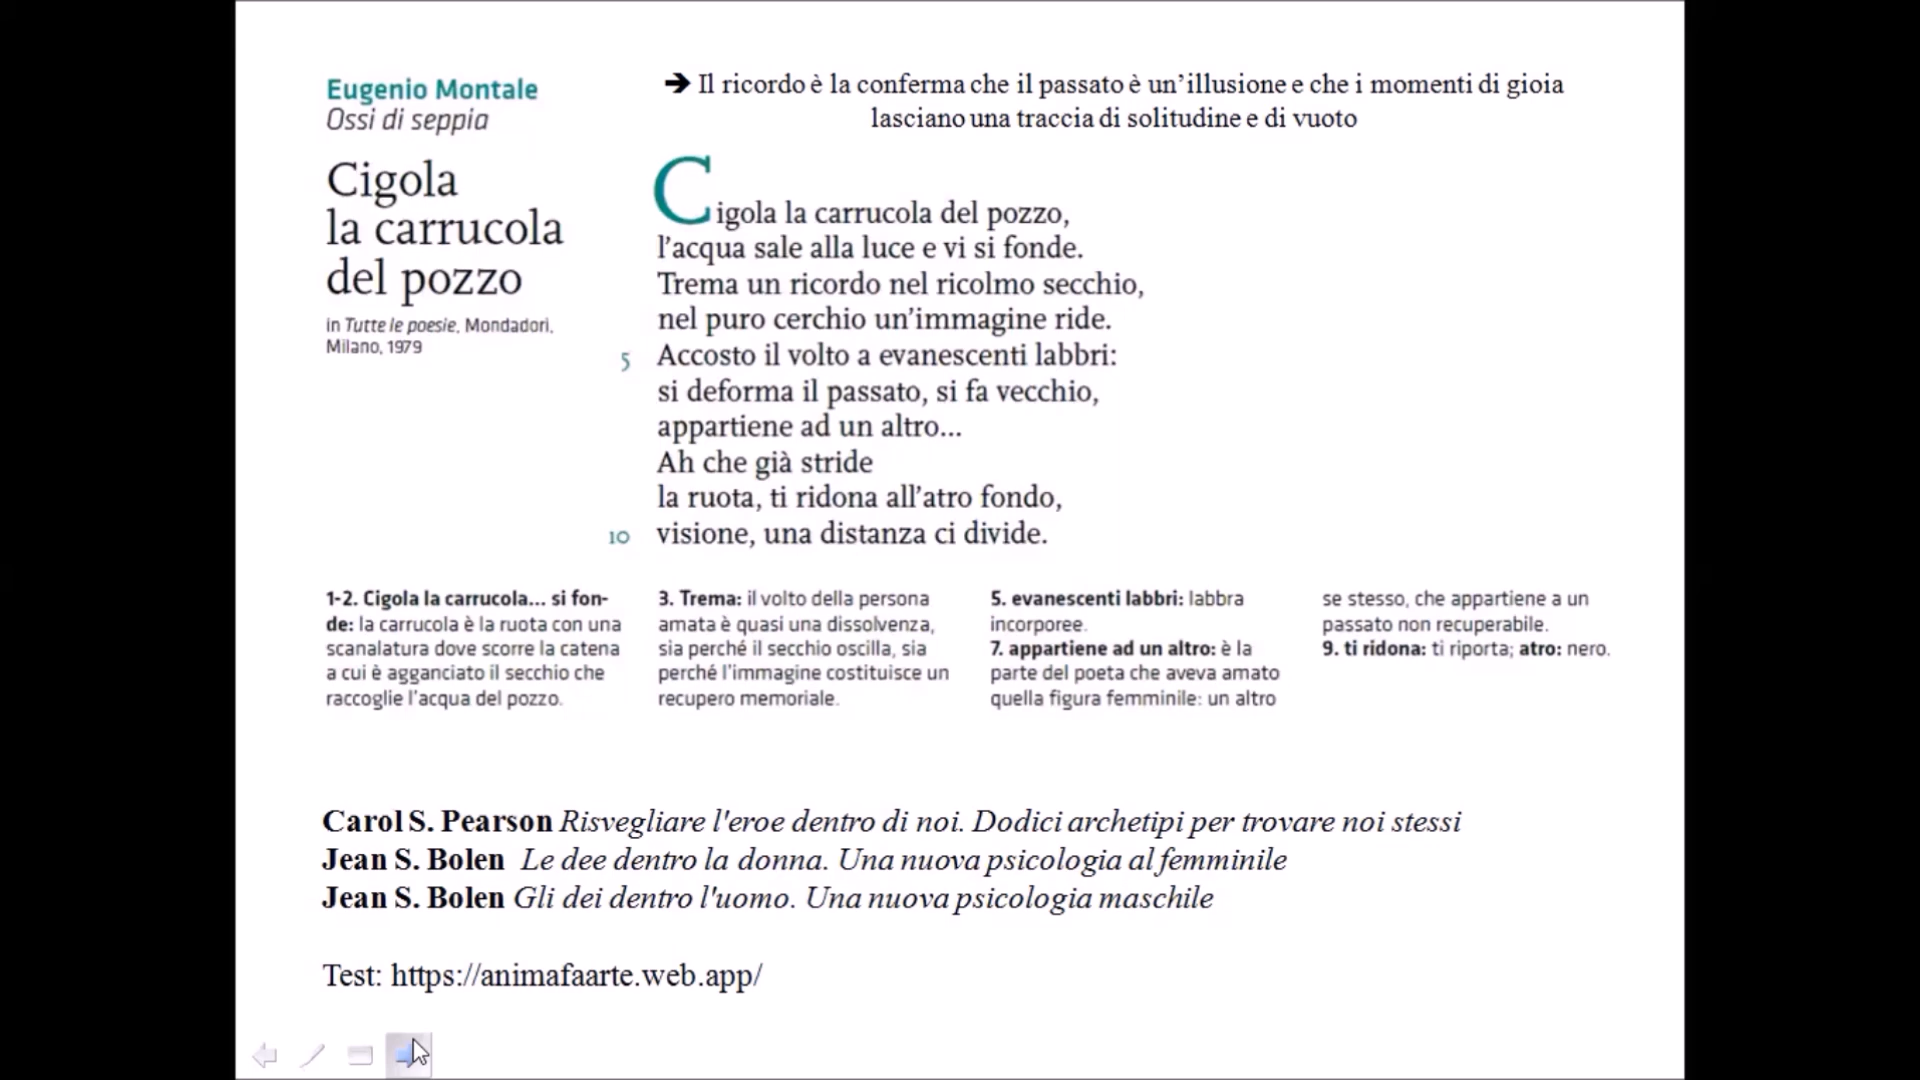 Eugenio Montale
Ossi di seppia
Cigola
la carrucola
del pozzo
in Tutte le poesie, Mondadori,
Milano, 1979
➔ Il ricordo è la conferma che il passato è un’illusione e che i momenti di gioia
lasciano una traccia di solitudine e di vuoto
Cigola la carrucola del pozzo,
l’acqua sale alla luce e vi si fonde.
Trema un ricordo nel ricolmo secchio,
nel puro cerchio un’immagine ride.
5 Accosto il volto a evanescenti labbri:
si deforma il passato, si fa vecchio,
appartiene ad un altro...
Ah che già stride
la ruota, ti ridona all’atro fondo,
10 visione, una distanza ci divide.
1-2. Cigola la carrucola... si fon-
de: la carrucola è la ruota con una
scanalatura dove scorre la catena
a cui è agganciato il secchio che
raccoglie l’acqua del pozzo.
3. Trema: il volto della persona
amata è quasi una dissolvenza,
sia perché il secchio oscilla, sia
perché l’immagine costituisce un
recupero memoriale.
5. evanescenti labbri: labbra
incorporee.
7. appartiene ad un altro: è la
parte del poeta che aveva amato
quella figura femminile: un altro
se stesso, che appartiene a un
passato non recuperabile.
9. ti ridona: ti riporta; atro: nero.
Carol S. Pearson Risvegliare l'eroe dentro di noi. Dodici archetipi per trovare noi stessi
Jean S. Bolen Le dee dentro la donna. Una nuova psicologia al femminile
Jean S. Bolen Gli dei dentro l'uomo. Una nuova psicologia maschile
Test: https://animafaarte.web.app/